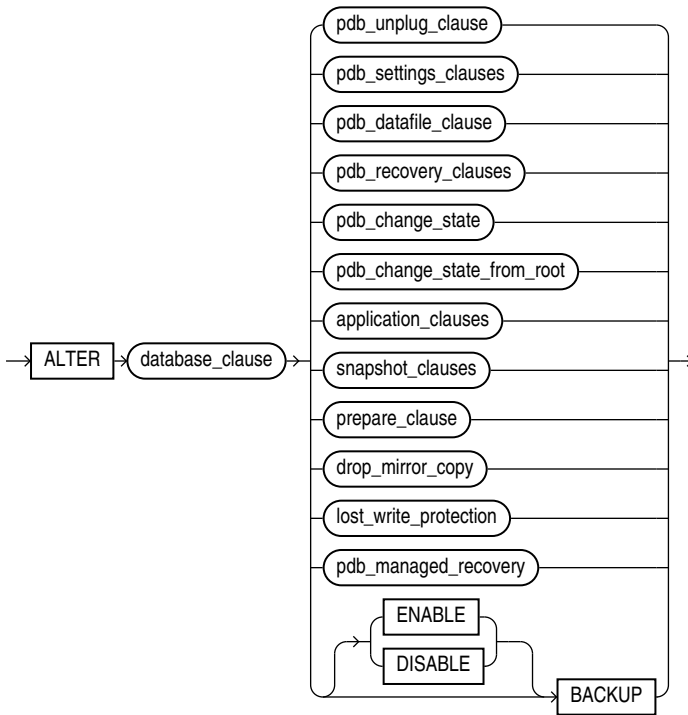 pdb_unplug_clause
pdb_settings_clauses
pdb_datafile_clause
pdb_recovery_clauses
pdb_change_state
pdb_change_state_from_root
application_clauses
ALTER database_clause
snapshot_clauses
prepare_clause
drop_mirror_copy
lost_write_protection
pdb_managed_recovery
ENABLE
DISABLE
BACKUP